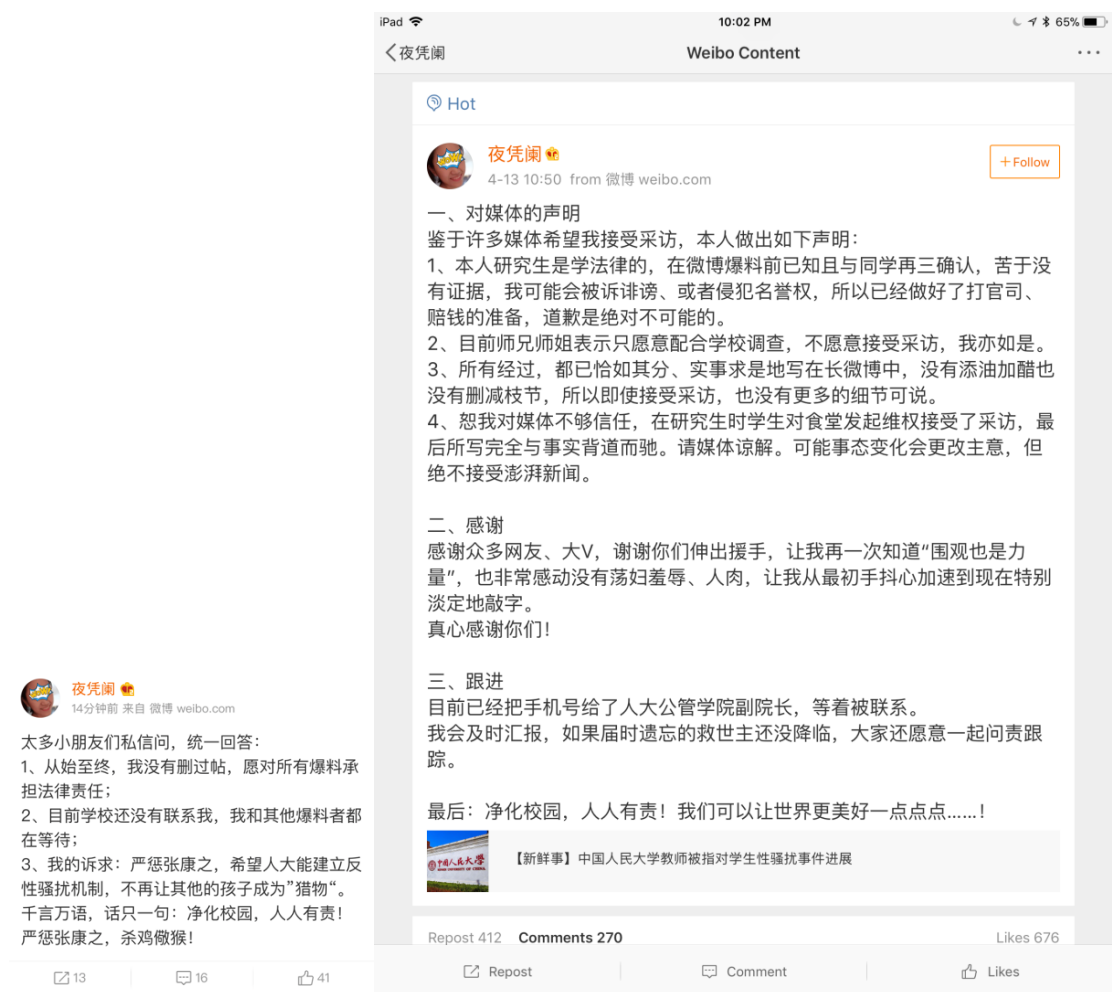 夜凭阑
14分钟前 来自 微博 weibo.com
太多小朋友们私信问，统一回答：
1、从始至终，我没有删过帖，愿对所有爆料承
担法律责任；
2、目前学校还没有联系我，我和其他爆料者都
在等待；
3、我的诉求：严惩张康之，希望人大能建立反
性骚扰机制，不再让其他的孩子成为”猎物“。
千言万语，话只一句：净化校园，人人有责！
严惩张康之，杀鸡儆猴！
13
16
41
iPad
10:02 PM
65%
夜凭阑
Weibo Content
Hot
夜凭阑
4-13 10:50 from 微博 weibo.com
+Follow
一、对媒体的声明
鉴于许多媒体希望我接受采访，本人做出如下声明：
1、本人研究生是学法律的，在微博爆料前已知且与同学再三确认，苦于没
有证据，我可能会被诉诽谤、或者侵犯名誉权，所以已经做好了打官司、
赔钱的准备，道歉是绝对不可能的。
2、目前师兄师姐表示只愿意配合学校调查，不愿意接受采访，我亦如是。
3、所有经过，都已恰如其分、实事求是地写在长微博中，没有添油加醋也
没有删减枝节，所以即使接受采访，也没有更多的细节可说。
4、恕我对媒体不够信任，在研究生时学生对食堂发起维权接受了采访，最
后所写完全与事实背道而驰。请媒体谅解。可能事态变化会更改主意，但
绝不接受澎湃新闻。
二、感谢
感谢众多网友、大V，谢谢你们伸出援手，让我再一次知道“围观也是力
量”，也非常感动没有荡妇羞辱、人肉，让我从最初手抖心加速到现在特别
淡定地敲字。
真心感谢你们！
三、跟进
目前已经把手机号给了人大公管学院副院长，等着被联系。
我会及时汇报，如果届时遗忘的救世主还没降临，大家还愿意一起问责跟
踪。
最后：净化校园，人人有责！我们可以让世界更美好一点点点……！
中国人民大学
【新鲜事】中国人民大学教师被指对学生性骚扰事件进展
Repost 412 Comments 270
Likes 676
Repost
Comment
Likes